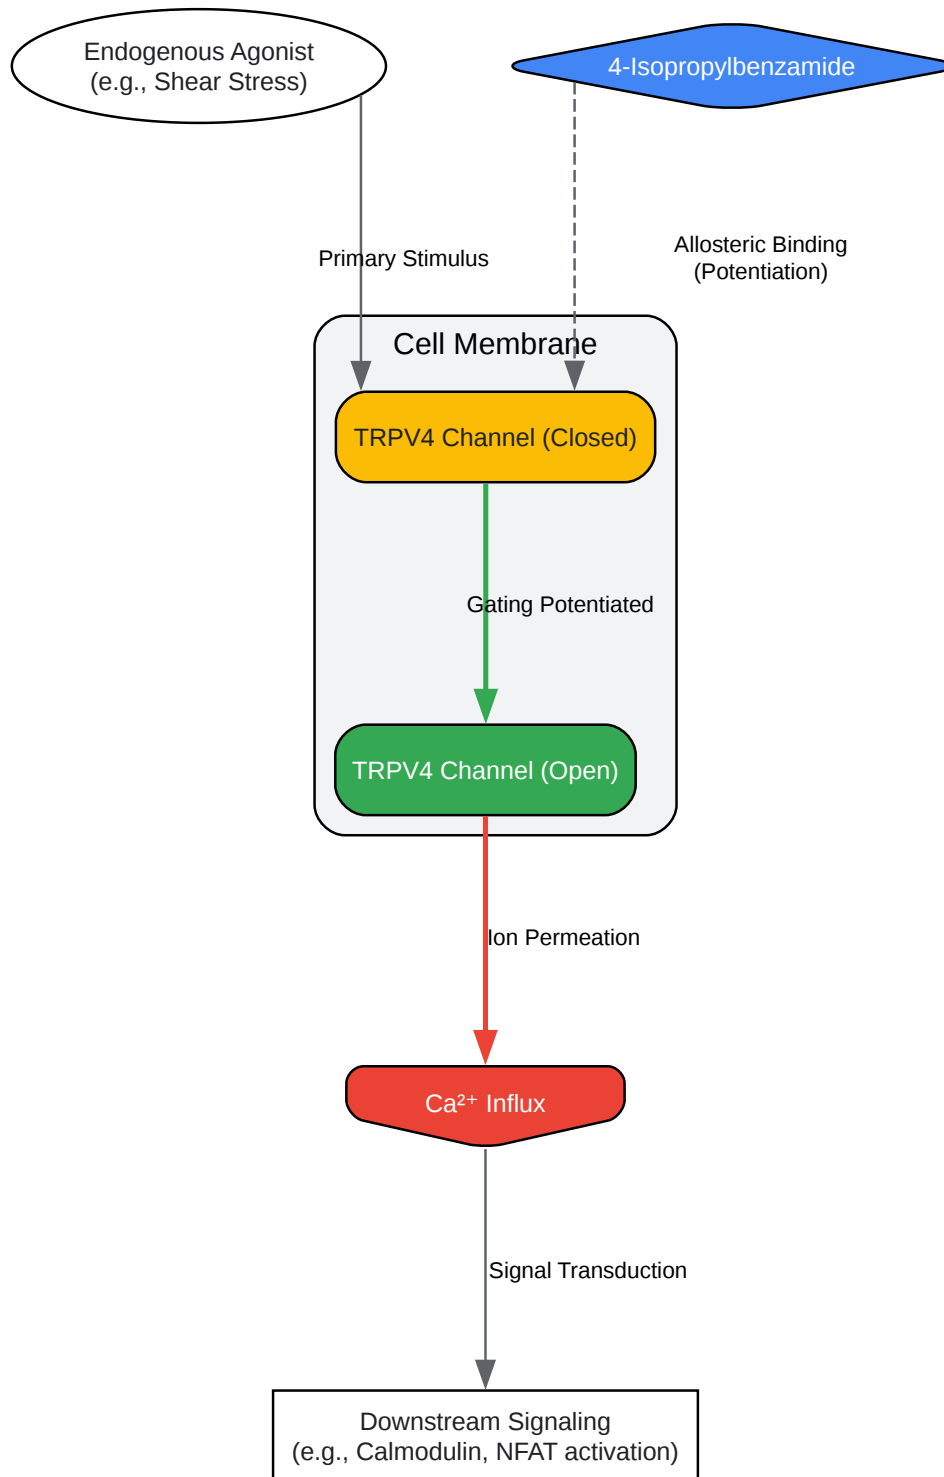 Endogenous Agonist
(e.g., Shear Stress)
4-Isopropylbenzamide
Primary Stimulus
Allosteric Binding
(Potentiation)
Cell Membrane
TRPV4 Channel (Closed)
Gating Potentiated
TRPV4 Channel (Open)
Ion Permeation
Ca²⁺ Influx
Signal Transduction
Downstream Signaling
(e.g., Calmodulin, NFAT activation)